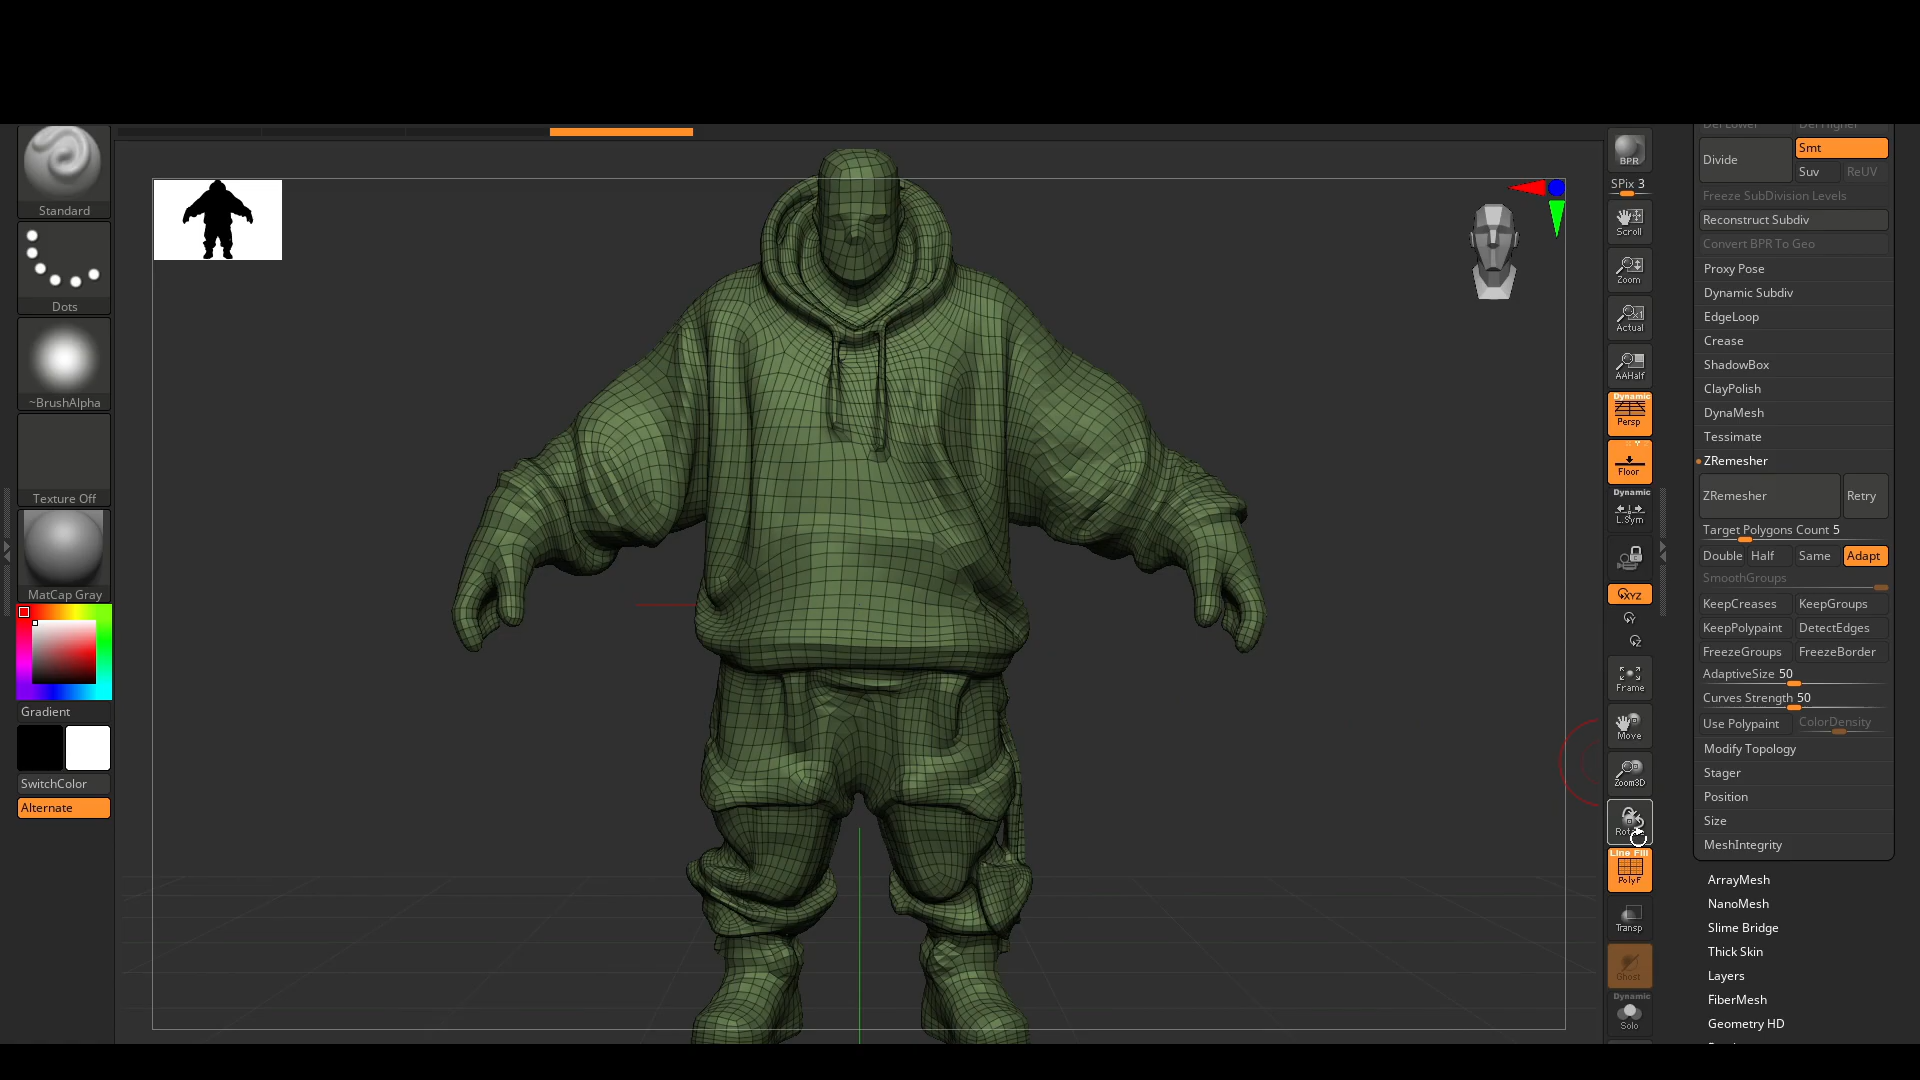 Standard
Dots
~BrushAlpha
Texture Off
MatCap Gray
Gradient
SwitchColor
Alternate
BPR
SPix 3
Scroll
Zoom
Actual
AAHalf
Dynamic
Persp
Floor
Dynamic
L.Sym
XYZ
Y
Z
Frame
Move
Zoom3D
Line Fill
PolyF
Transp
Ghost
Dynamic
Solo
Divide
Smt
Suv
ReUV
Freeze SubDivision Levels
Reconstruct Subdiv
Convert BPR To Geo
Proxy Pose
Dynamic Subdiv
EdgeLoop
Crease
ShadowBox
ClayPolish
DynaMesh
Tessimate
ZRemesher
ZRemesher Retry
Target Polygons Count 5
Double Half Same Adapt
SmoothGroups
KeepCreases KeepGroups
KeepPolypaint DetectEdges
FreezeGroups FreezeBorder
AdaptiveSize 50
Curves Strength 50
Use Polypaint ColorDensity
Modify Topology
Stager
Position
Size
MeshIntegrity
ArrayMesh
NanoMesh
Slime Bridge
Thick Skin
Layers
FiberMesh
Geometry HD